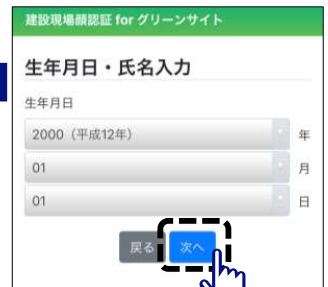 建設現場顔認証 for グリーンサイト
生年月日・氏名入力
生年月日
2000（平成12年） 年
01 月
01 日
戻る 次へ